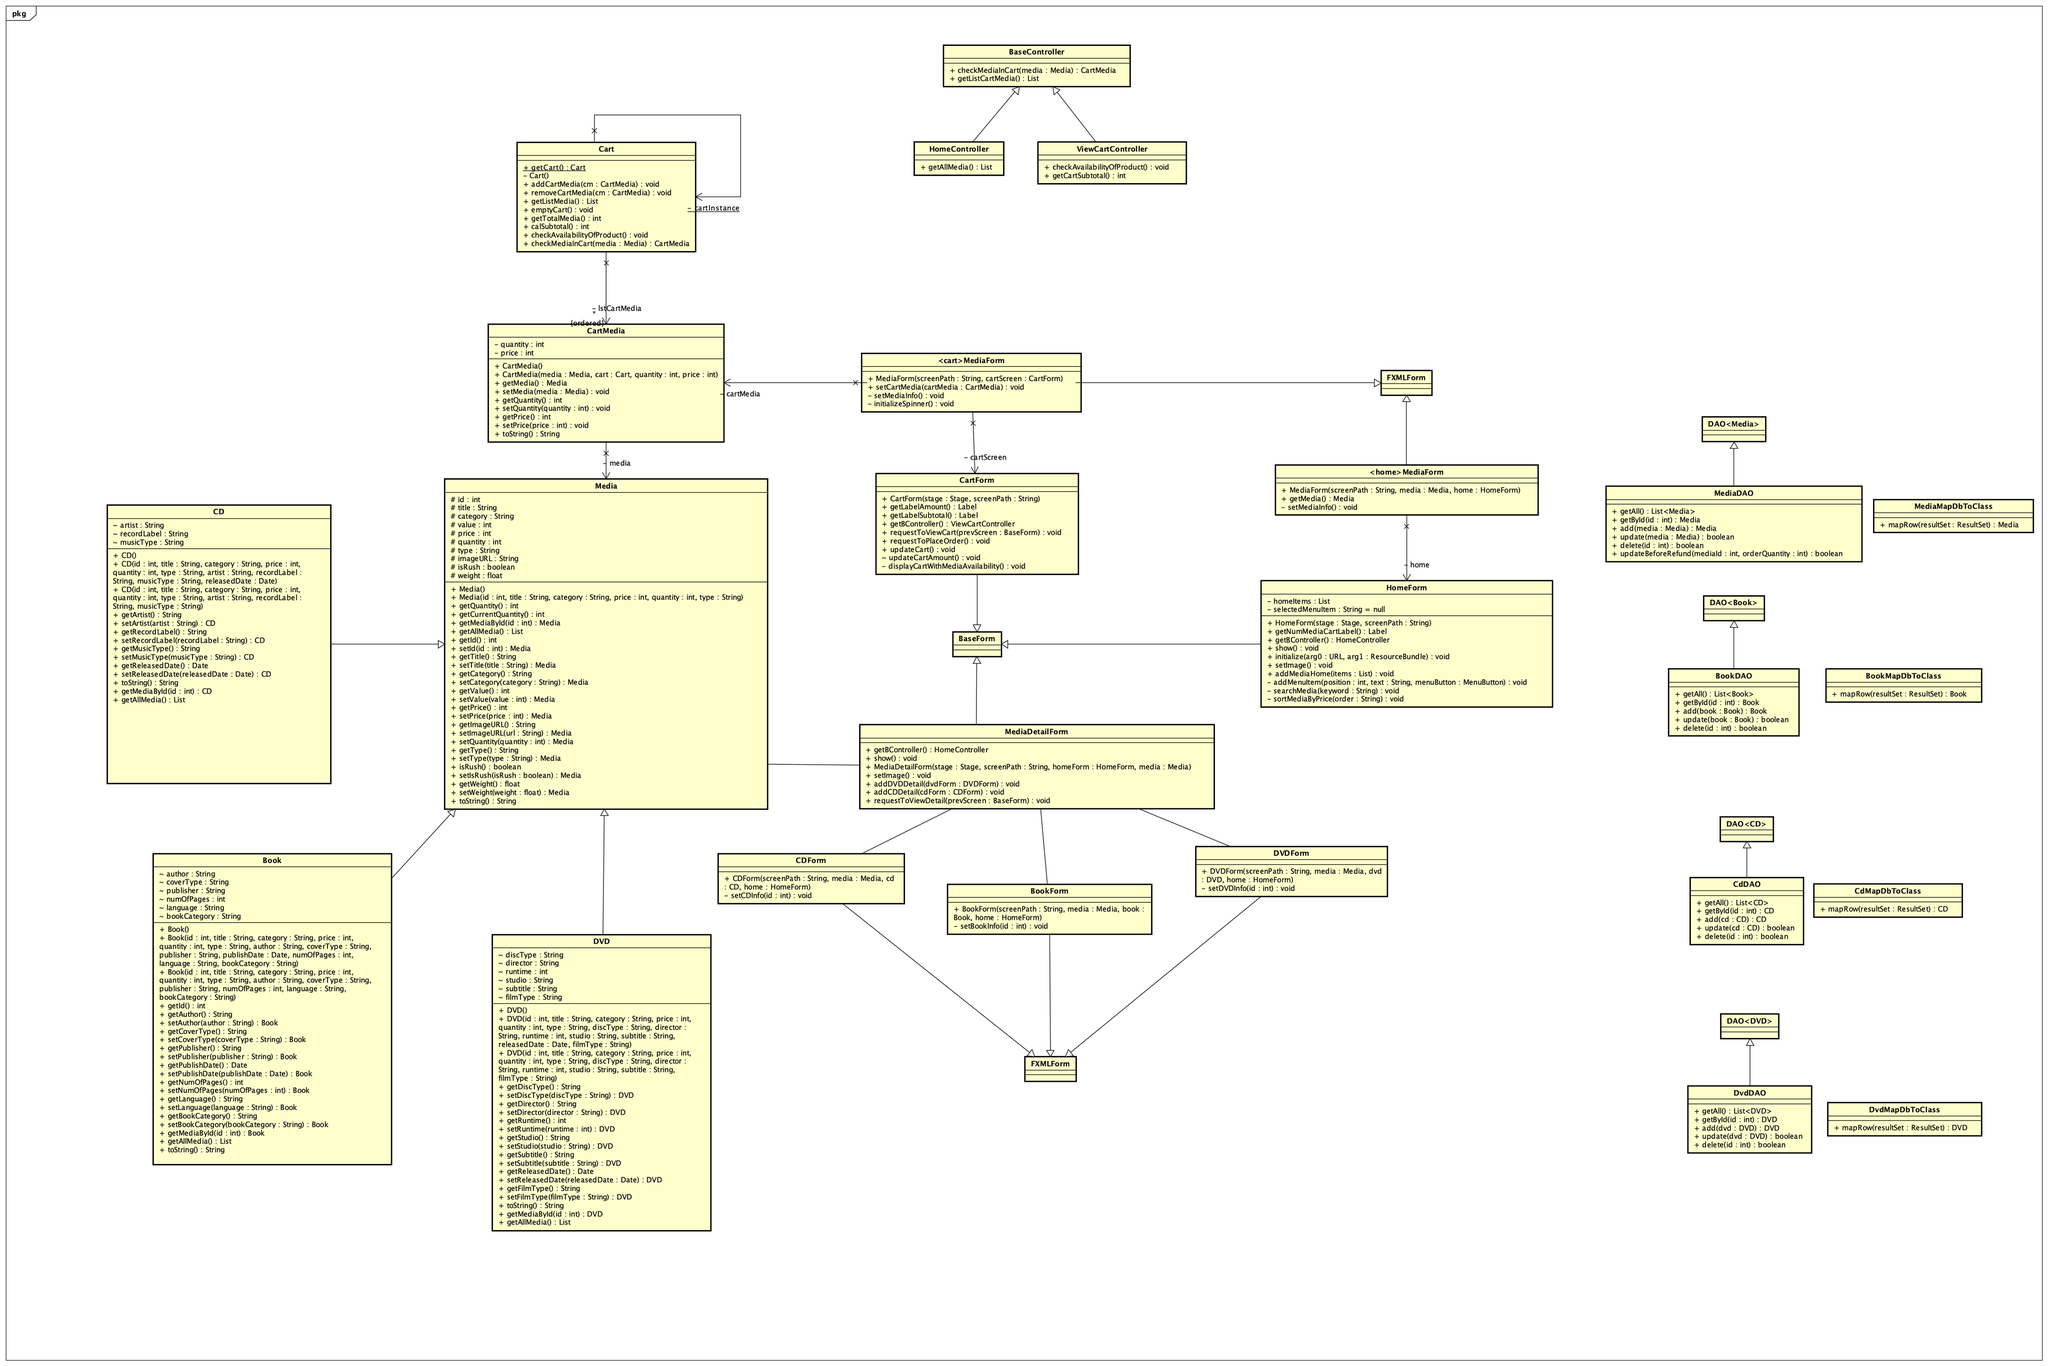 pkg
BaseController
+ checkMediaInCart(media : Media) : CartMedia
+ getListCartMedia() : List
HomeController
+ getAllMedia() : List
ViewCartController
+ checkAvailabilityOfProduct() : void
+ getCartSubtotal() : int
Cart
+ getCart() : Cart
- Cart()
+ addCartMedia(cm : CartMedia) : void
+ removeCartMedia(cm : CartMedia) : void
+ getListMedia() : List
+ emptyCart() : void
+ getTotalMedia() : int
+ calSubtotal() : int
+ checkAvailabilityOfProduct() : void
+ checkMediaInCart(media : Media) : CartMedia
- cartInstance
- lstCartMedia
*
{ordered}
CartMedia
- quantity : int
- price : int
+ CartMedia()
+ CartMedia(media : Media, cart : Cart, quantity : int, price : int)
+ getMedia() : Media
+ setMedia(media : Media) : void
+ getQuantity() : int
+ setQuantity(quantity : int) : void
+ getPrice() : int
+ setPrice(price : int) : void
+ toString() : String
- cartMedia
<cart>MediaForm
+ MediaForm(screenPath : String, cartScreen : CartForm)
+ setCartMedia(cartMedia : CartMedia) : void
- setMediaInfo() : void
- initializeSpinner() : void
FXMLForm
- media
- cartScreen
CartForm
+ CartForm(stage : Stage, screenPath : String)
+ getLabelAmount() : Label
+ getLabelSubtotal() : Label
+ getBController() : ViewCartController
+ requestToViewCart(prevScreen : BaseForm) : void
+ requestToPlaceOrder() : void
+ updateCart() : void
~ updateCartAmount() : void
- displayCartWithMediaAvailability() : void
<home>MediaForm
+ MediaForm(screenPath : String, media : Media, home : HomeForm)
+ getMedia() : Media
- setMediaInfo() : void
- home
HomeForm
- homeItems : List
- selectedMenuItem : String = null
+ HomeForm(stage : Stage, screenPath : String)
+ getNumMediaCartLabel() : Label
+ getBController() : HomeController
+ show() : void
+ initialize(arg0 : URL, arg1 : ResourceBundle) : void
+ setImage() : void
+ addMediaHome(items : List) : void
- addMenuItem(position : int, text : String, menuButton : MenuButton) : void
- searchMedia(keyword : String) : void
- sortMediaByPrice(order : String) : void
BaseForm
CD
~ artist : String
~ recordLabel : String
~ musicType : String
+ CD()
+ CD(id : int, title : String, category : String, price : int,
quantity : int, type : String, artist : String, recordLabel :
String, musicType : String, releasedDate : Date)
+ CD(id : int, title : String, category : String, price : int,
quantity : int, type : String, artist : String, recordLabel :
String, musicType : String)
+ getArtist() : String
+ setArtist(artist : String) : CD
+ getRecordLabel() : String
+ setRecordLabel(recordLabel : String) : CD
+ getMusicType() : String
+ setMusicType(musicType : String) : CD
+ getReleasedDate() : Date
+ setReleasedDate(releasedDate : Date) : CD
+ toString() : String
+ getMediaById(id : int) : CD
+ getAllMedia() : List
Media
# id : int
# title : String
# category : String
# value : int
# price : int
# quantity : int
# type : String
# imageURL : String
# isRush : boolean
# weight : float
+ Media()
+ Media(id : int, title : String, category : String, price : int, quantity : int, type : String)
+ getQuantity() : int
+ getCurrentQuantity() : int
+ getMediaById(id : int) : Media
+ getAllMedia() : List
+ getId() : int
+ setId(id : int) : Media
+ getTitle() : String
+ setTitle(title : String) : Media
+ getCategory() : String
+ setCategory(category : String) : Media
+ getValue() : int
+ setValue(value : int) : Media
+ getPrice() : int
+ setPrice(price : int) : Media
+ getImageURL() : String
+ setImageURL(url : String) : Media
+ setQuantity(quantity : int) : Media
+ getType() : String
+ setType(type : String) : Media
+ isRush() : boolean
+ setIsRush(isRush : boolean) : Media
+ getWeight() : float
+ setWeight(weight : float) : Media
+ toString() : String
MediaDetailForm
+ getBController() : HomeController
+ show() : void
+ MediaDetailForm(stage : Stage, screenPath : String, homeForm : HomeForm, media : Media)
+ setImage() : void
+ addDVDDetail(dvdForm : DVDForm) : void
+ addCDDetail(cdForm : CDForm) : void
+ requestToViewDetail(prevScreen : BaseForm) : void
CDForm
+ CDForm(screenPath : String, media : Media, cd
: CD, home : HomeForm)
- setCDInfo(id : int) : void
BookForm
+ BookForm(screenPath : String, media : Media, book :
Book, home : HomeForm)
- setBookInfo(id : int) : void
DVDForm
+ DVDForm(screenPath : String, media : Media, dvd
: DVD, home : HomeForm)
- setDVDInfo(id : int) : void
FXMLForm
Book
~ author : String
~ coverType : String
~ publisher : String
~ numOfPages : int
~ language : String
~ bookCategory : String
+ Book()
+ Book(id : int, title : String, category : String, price : int,
quantity : int, type : String, author : String, coverType : String,
publisher : String, publishDate : Date, numOfPages : int,
language : String, bookCategory : String)
+ Book(id : int, title : String, category : String, price : int,
quantity : int, type : String, author : String, coverType : String,
publisher : String, numOfPages : int, language : String,
bookCategory : String)
+ getId() : int
+ getAuthor() : String
+ setAuthor(author : String) : Book
+ getCoverType() : String
+ setCoverType(coverType : String) : Book
+ getPublisher() : String
+ setPublisher(publisher : String) : Book
+ getPublishDate() : Date
+ setPublishDate(publishDate : Date) : Book
+ getNumOfPages() : int
+ setNumOfPages(numOfPages : int) : Book
+ getLanguage() : String
+ setLanguage(language : String) : Book
+ getBookCategory() : String
+ setBookCategory(bookCategory : String) : Book
+ getMediaById(id : int) : Book
+ getAllMedia() : List
+ toString() : String
DVD
~ discType : String
~ director : String
~ runtime : int
~ studio : String
~ subtitle : String
~ filmType : String
+ DVD()
+ DVD(id : int, title : String, category : String, price : int,
quantity : int, type : String, discType : String, director :
String, runtime : int, studio : String, subtitle : String,
releasedDate : Date, filmType : String)
+ DVD(id : int, title : String, category : String, price : int,
quantity : int, type : String, discType : String, director :
String, runtime : int, studio : String, subtitle : String,
filmType : String)
+ getDiscType() : String
+ setDiscType(discType : String) : DVD
+ getDirector() : String
+ setDirector(director : String) : DVD
+ getRuntime() : int
+ setRuntime(runtime : int) : DVD
+ getStudio() : String
+ setStudio(studio : String) : DVD
+ getSubtitle() : String
+ setSubtitle(subtitle : String) : DVD
+ getReleasedDate() : Date
+ setReleasedDate(releasedDate : Date) : DVD
+ getFilmType() : String
+ setFilmType(filmType : String) : DVD
+ toString() : String
+ getMediaById(id : int) : DVD
+ getAllMedia() : List
DAO<Media>
MediaDAO
+ getAll() : List<Media>
+ getById(id : int) : Media
+ add(media : Media) : Media
+ update(media : Media) : boolean
+ delete(id : int) : boolean
+ updateBeforeRefund(mediaId : int, orderQuantity : int) : boolean
MediaMapDbToClass
+ mapRow(resultSet : ResultSet) : Media
DAO<Book>
BookDAO
+ getAll() : List<Book>
+ getById(id : int) : Book
+ add(book : Book) : Book
+ update(book : Book) : boolean
+ delete(id : int) : boolean
BookMapDbToClass
+ mapRow(resultSet : ResultSet) : Book
DAO<CD>
CdDAO
+ getAll() : List<CD>
+ getById(id : int) : CD
+ add(cd : CD) : CD
+ update(cd : CD) : boolean
+ delete(id : int) : boolean
CdMapDbToClass
+ mapRow(resultSet : ResultSet) : CD
DAO<DVD>
DvdDAO
+ getAll() : List<DVD>
+ getById(id : int) : DVD
+ add(dvd : DVD) : DVD
+ update(dvd : DVD) : boolean
+ delete(id : int) : boolean
DvdMapDbToClass
+ mapRow(resultSet : ResultSet) : DVD